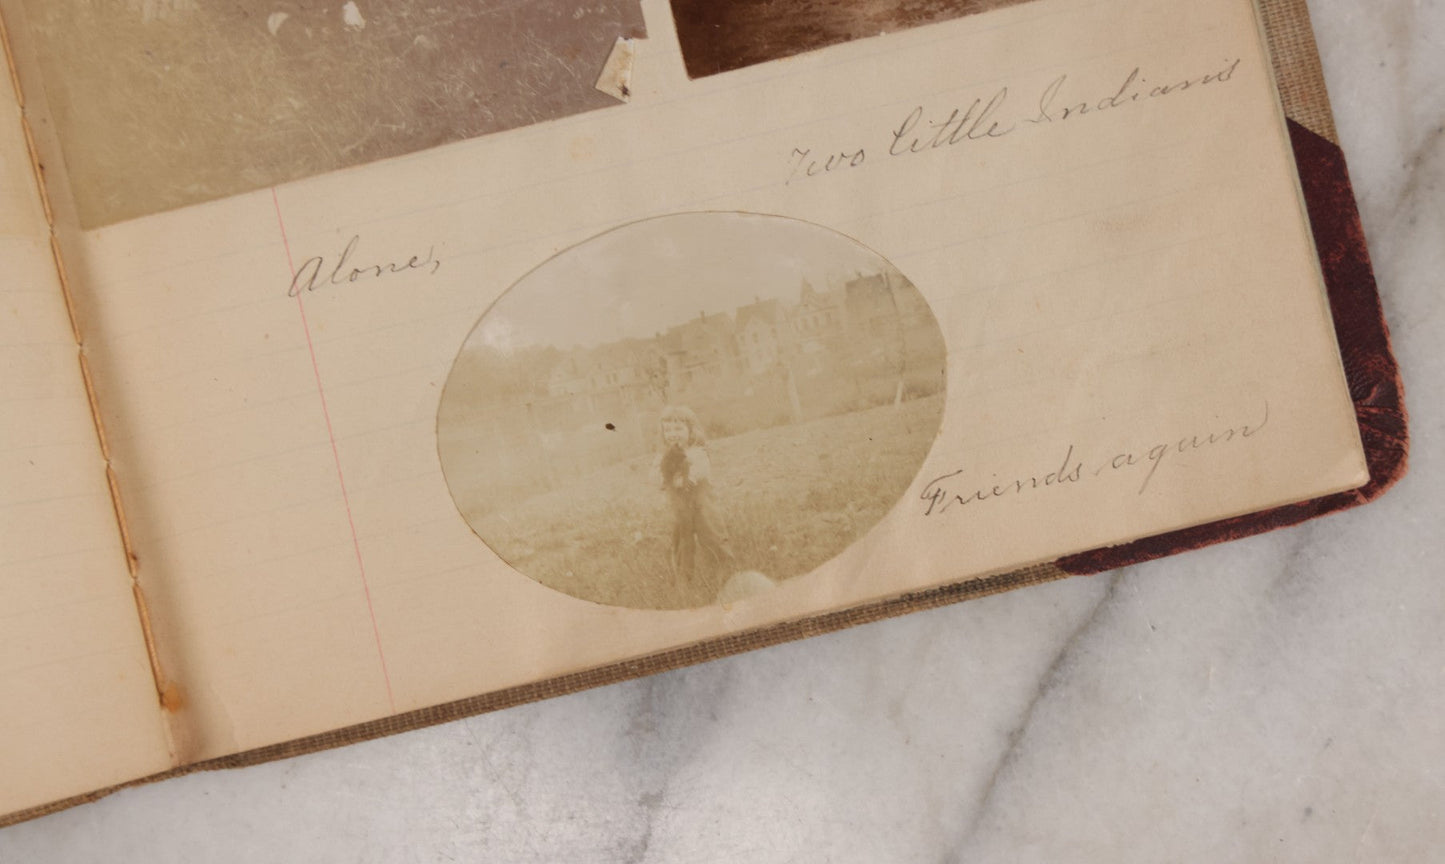 Alone,
Two little Indians
Friends again